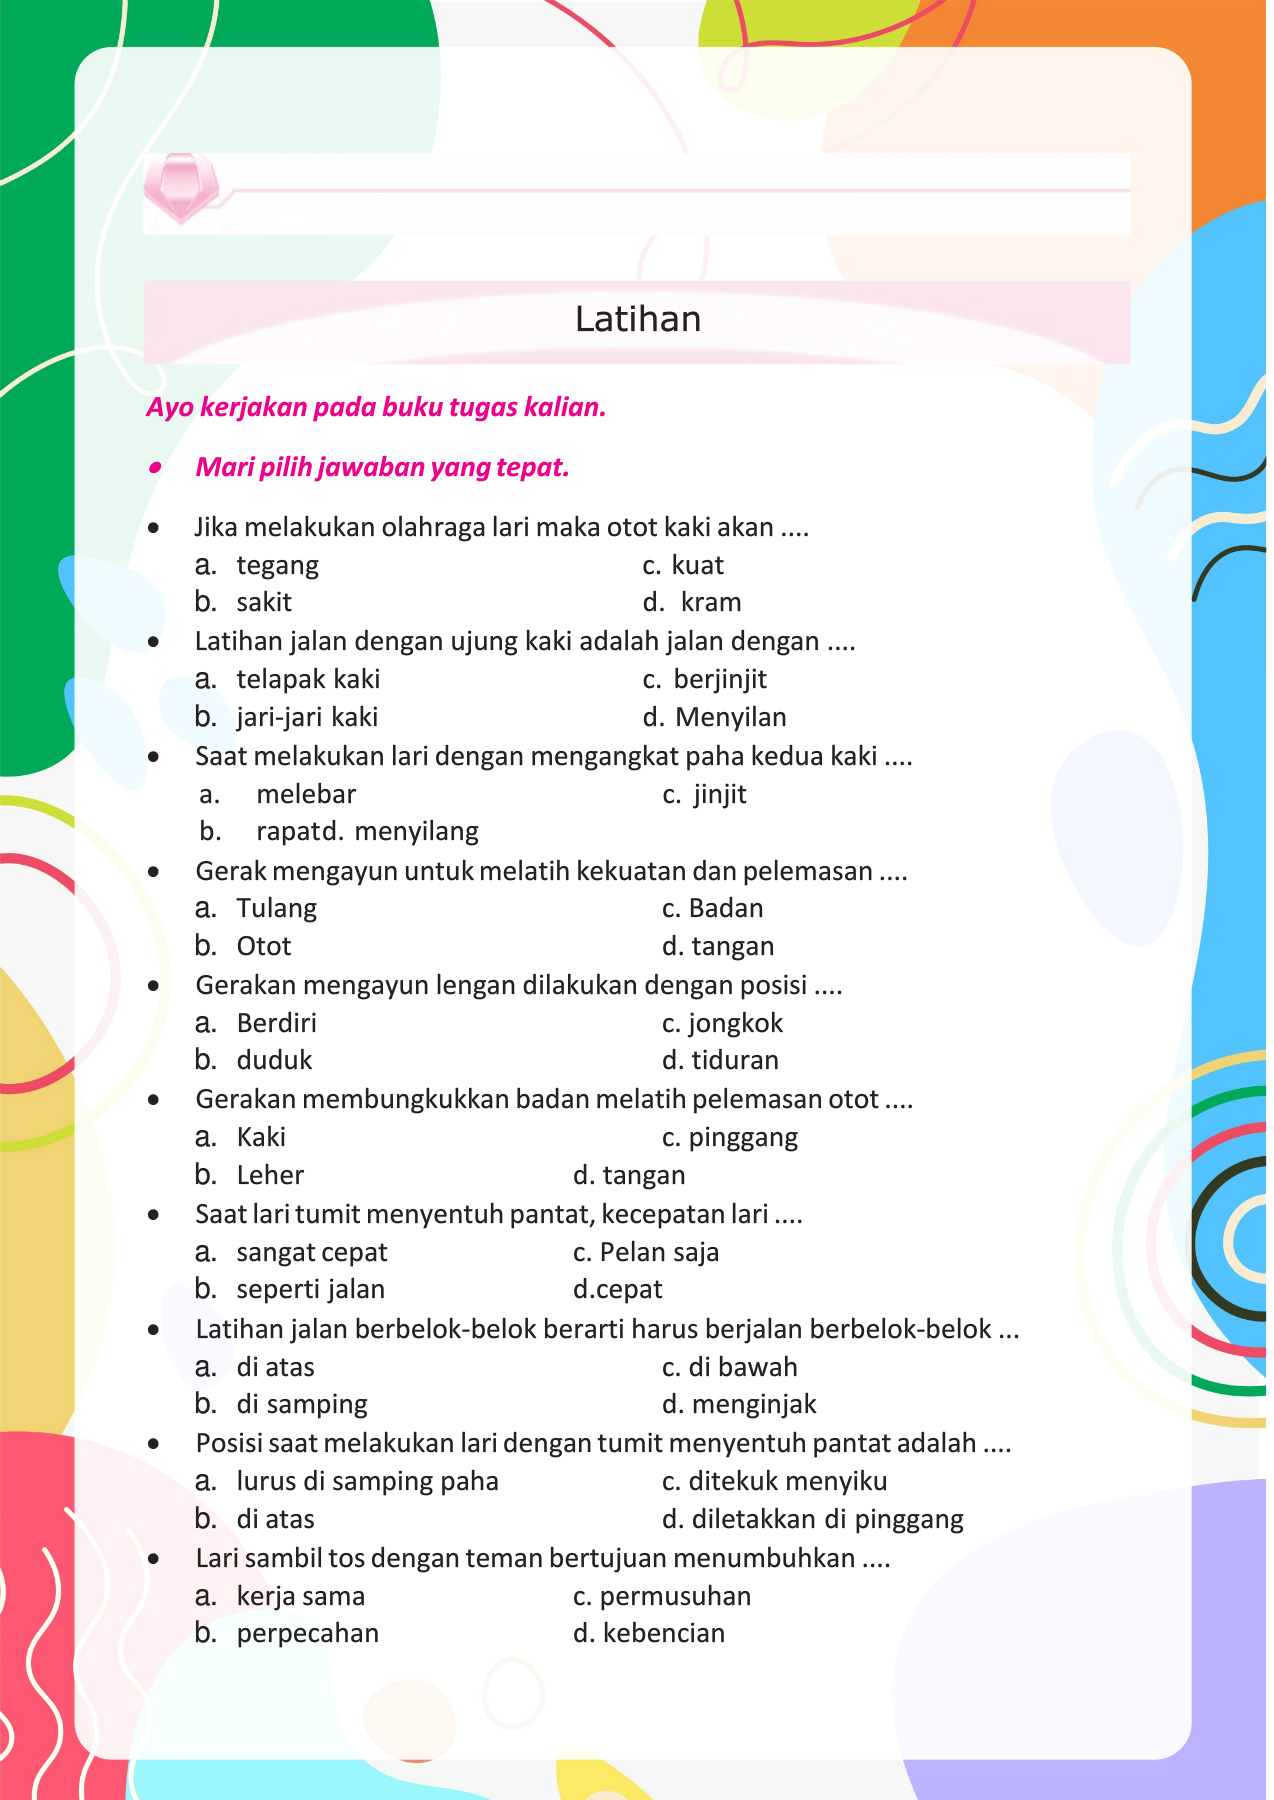 Latihan
Ayo kerjakan pada buku tugas kalian.
• Mari pilih jawaban yang tepat.
• Jika melakukan olahraga lari maka otot kaki akan ....
a. tegang c. kuat
b. sakit d. kram
• Latihan jalan dengan ujung kaki adalah jalan dengan ....
a. telapak kaki c. berjinjit
b. jari-jari kaki d. Menyilan
• Saat melakukan lari dengan mengangkat paha kedua kaki ....
a. melebar c. jinjit
b. rapatd. menyilang
• Gerak mengayun untuk melatih kekuatan dan pelemasan ....
a. Tulang c. Badan
b. Otot d. tangan
• Gerakan mengayun lengan dilakukan dengan posisi ....
a. Berdiri c. jongkok
b. duduk d. tiduran
• Gerakan membungkukkan badan melatih pelemasan otot ....
a. Kaki c. pinggang
b. Leher d. tangan
• Saat lari tumit menyentuh pantat, kecepatan lari ....
a. sangat cepat c. Pelan saja
b. seperti jalan d.cepat
• Latihan jalan berbelok-belok berarti harus berjalan berbelok-belok ...
a. di atas c. di bawah
b. di samping d. menginjak
• Posisi saat melakukan lari dengan tumit menyentuh pantat adalah ....
a. lurus di samping paha c. ditekuk menyiku
b. di atas d. diletakkan di pinggang
• Lari sambil tos dengan teman bertujuan menumbuhkan ....
a. kerja sama c. permusuhan
b. perpecahan d. kebencian